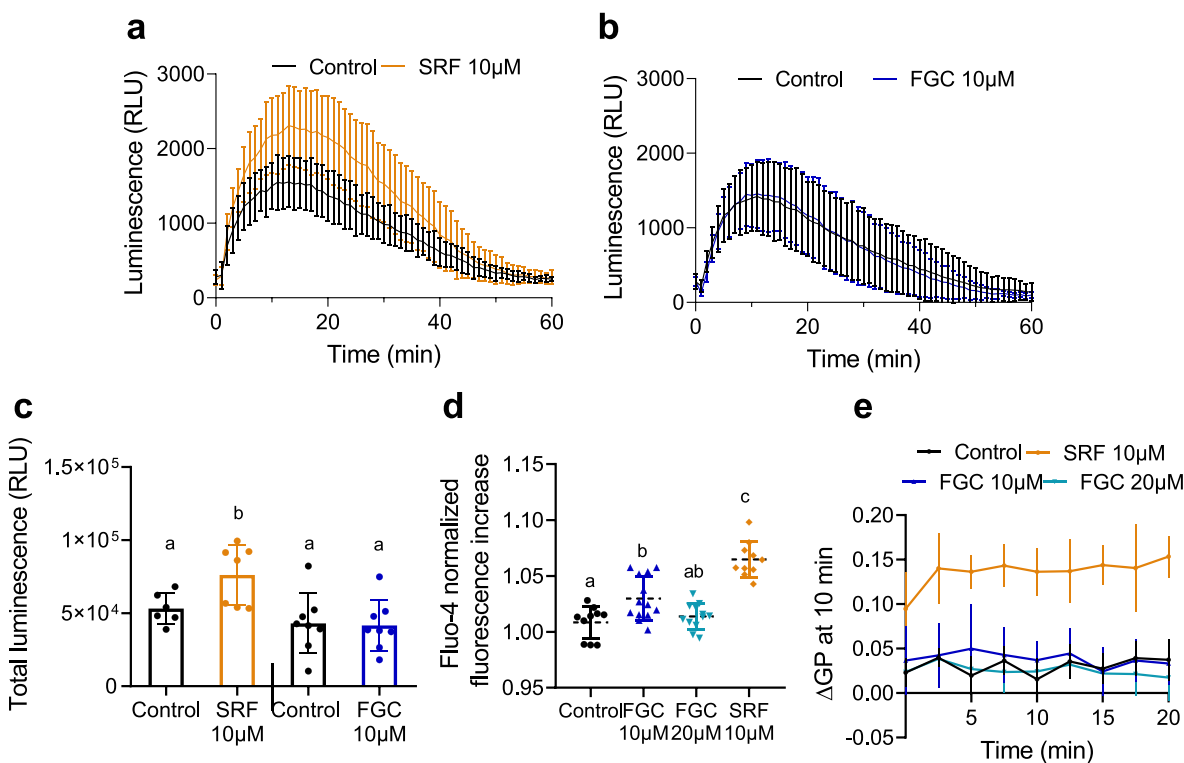 a
Control SRF 10µM
Luminescence (RLU)
3000
2000
1000
0
0 20 40 60
Time (min)
b
Control FGC 10µM
Luminescence (RLU)
3000
2000
1000
0
0 20 40 60
Time (min)
c
Total luminescence (RLU)
1.5×10⁵
1×10⁵
5×10⁴
0
a b a a
Control SRF 10µM Control FGC 10µM
d
Fluo-4 normalized
fluorescence increase
1.15
1.10
1.05
1.00
0.95
a b ab c
Control FGC 10µM FGC 20µM SRF 10µM
e
Control SRF 10µM
FGC 10µM FGC 20µM
ΔGP at 10 min
0.20
0.15
0.10
0.05
0.00
-0.05
5 10 15 20
Time (min)